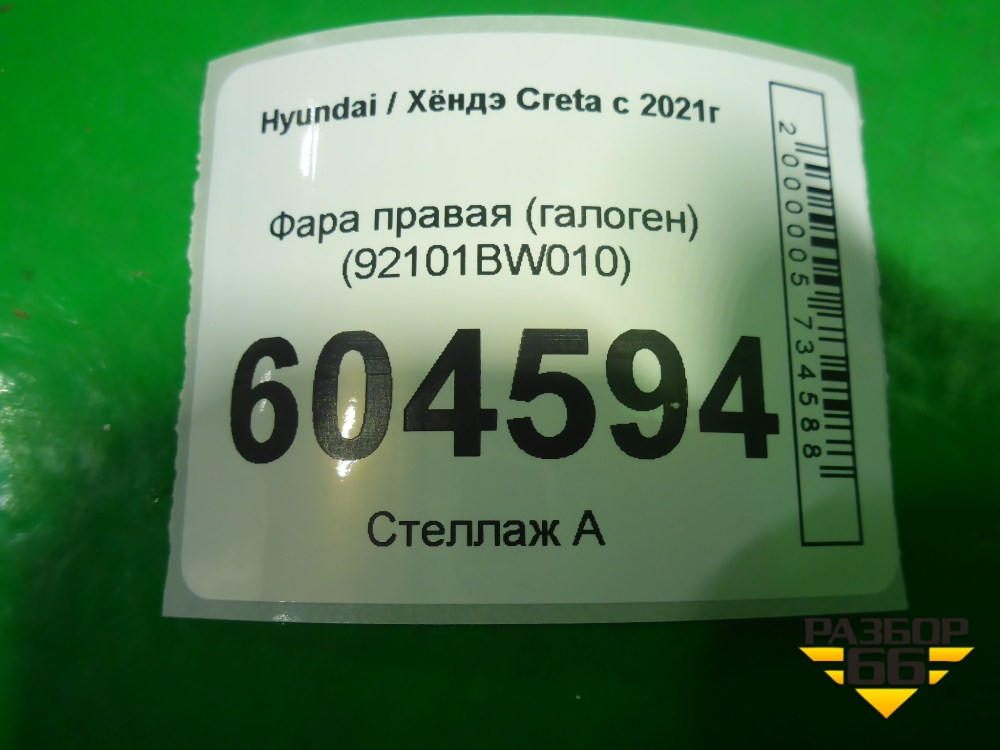 Hyundai / Хёндэ Creta с 2021г
Фара правая (галоген)
(92101BW010)
604594
Стеллаж А
2000005734588
РАЗБОР
66